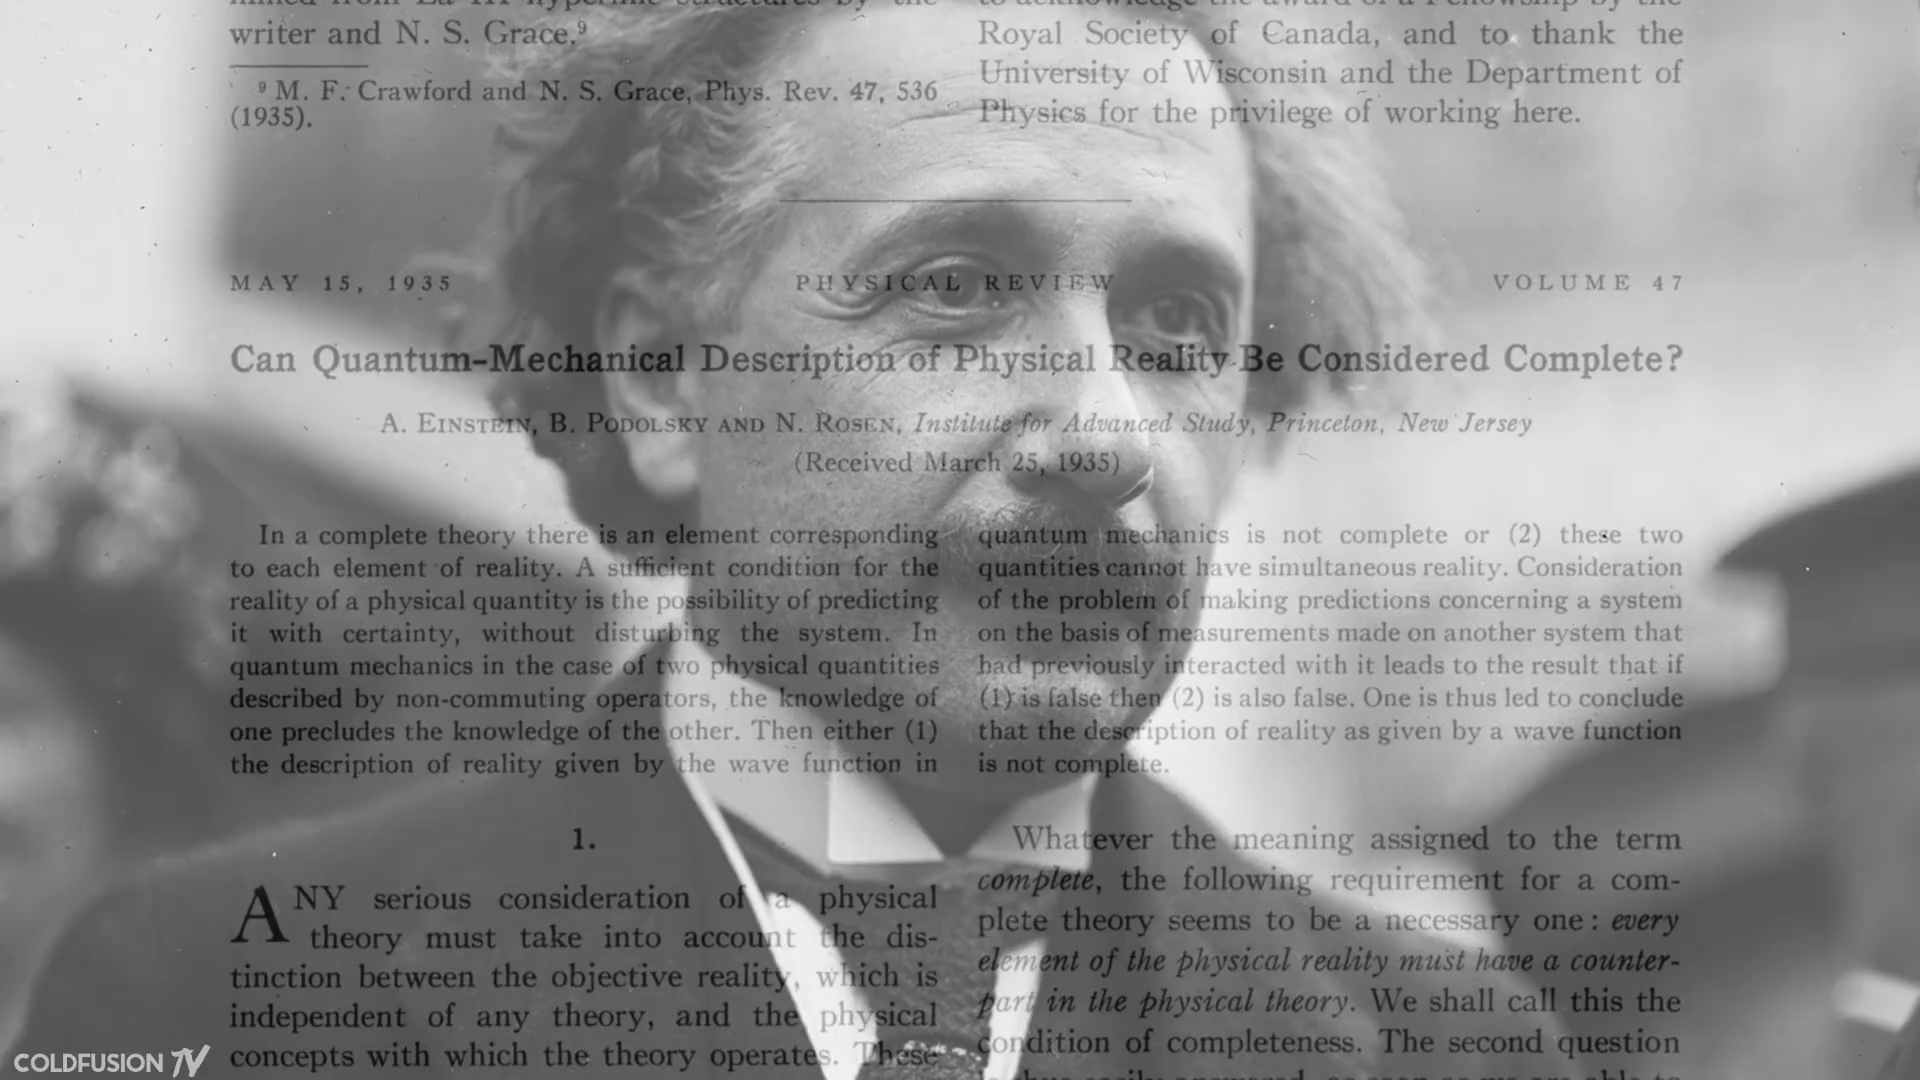 writer and N. S. Grace.⁹
⁹ M. F. Crawford and N. S. Grace, Phys. Rev. 47, 536
(1935).
to acknowledge the award of a Fellowship by the
Royal Society of Canada, and to thank the
University of Wisconsin and the Department of
Physics for the privilege of working here.
MAY 15, 1935 PHYSICAL REVIEW VOLUME 47
Can Quantum-Mechanical Description of Physical Reality Be Considered Complete?
A. EINSTEIN, B. PODOLSKY AND N. ROSEN, Institute for Advanced Study, Princeton, New Jersey
(Received March 25, 1935)
In a complete theory there is an element corresponding
to each element of reality. A sufficient condition for the
reality of a physical quantity is the possibility of predicting
it with certainty, without disturbing the system. In
quantum mechanics in the case of two physical quantities
described by non-commuting operators, the knowledge of
one precludes the knowledge of the other. Then either (1)
the description of reality given by the wave function in
quantum mechanics is not complete or (2) these two
quantities cannot have simultaneous reality. Consideration
of the problem of making predictions concerning a system
on the basis of measurements made on another system that
had previously interacted with it leads to the result that if
(1) is false then (2) is also false. One is thus led to conclude
that the description of reality as given by a wave function
is not complete.
1.
ANY serious consideration of a physical
theory must take into account the dis-
tinction between the objective reality, which is
independent of any theory, and the physical
concepts with which the theory operates. These
Whatever the meaning assigned to the term
complete, the following requirement for a com-
plete theory seems to be a necessary one: every
element of the physical reality must have a counter-
part in the physical theory. We shall call this the
condition of completeness. The second question
COLDFUSION TV